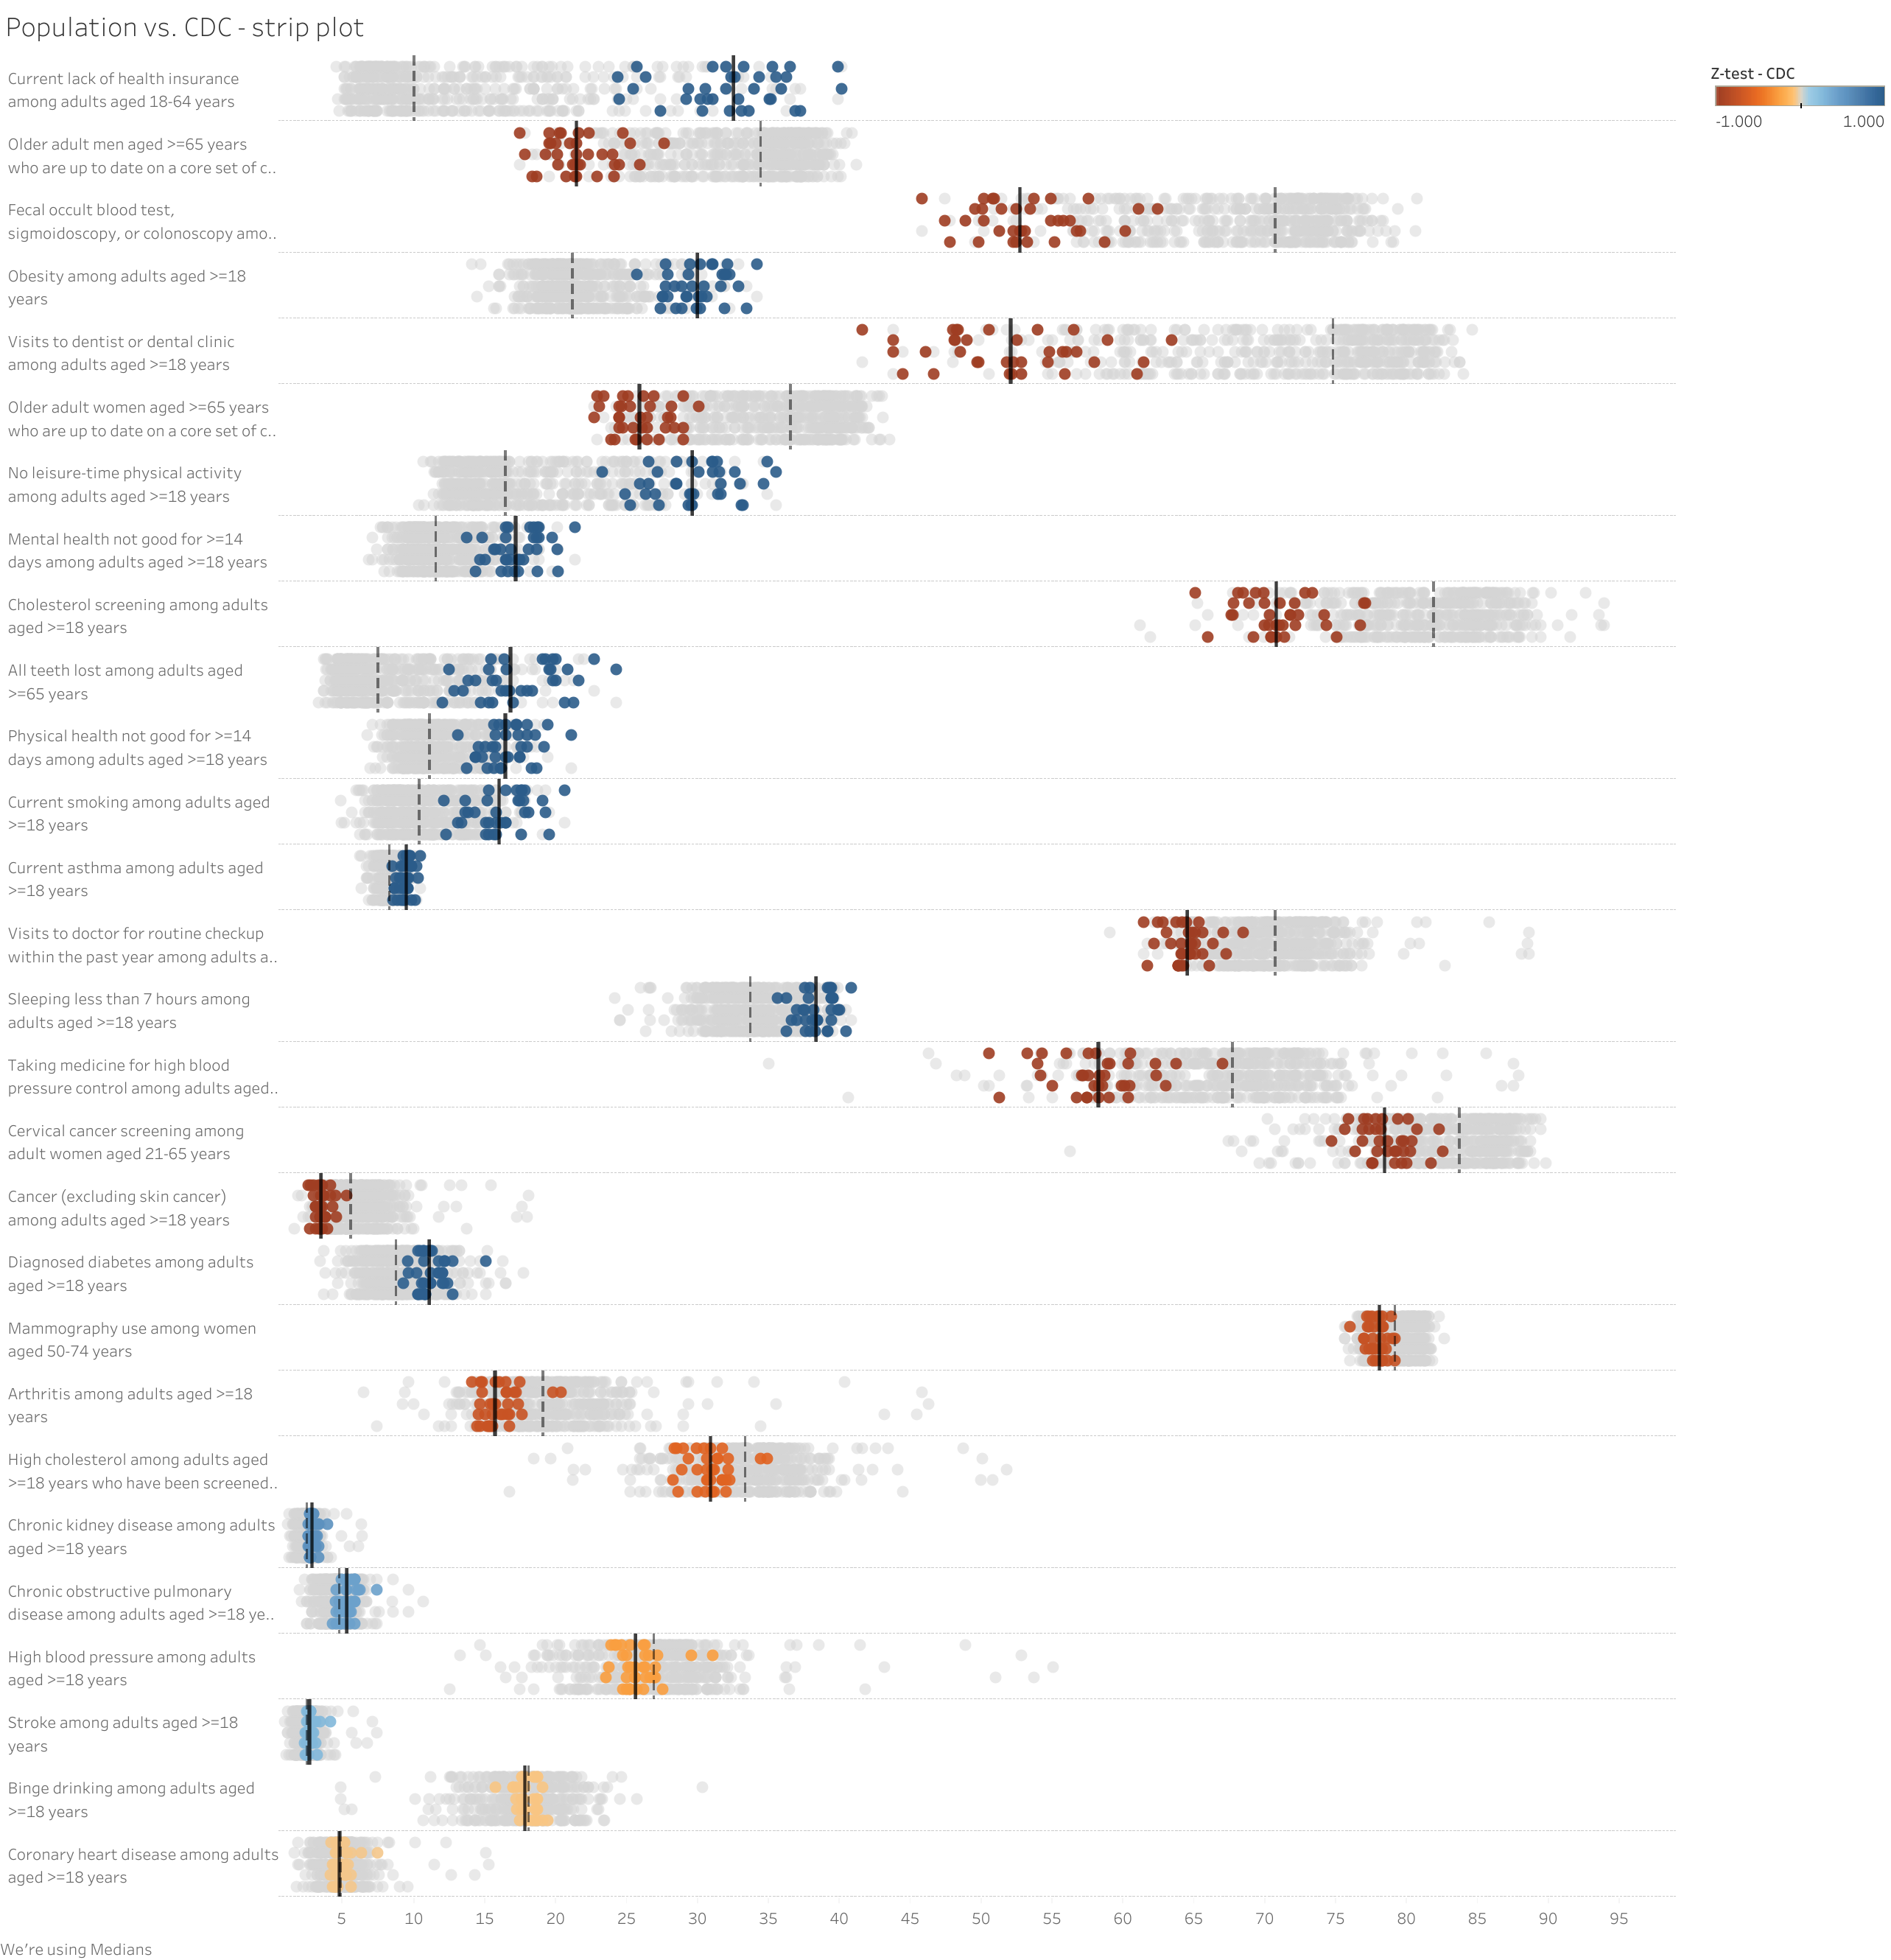 Population vs. CDC - strip plot
Z-test - CDC
-1.000 1.000
Current lack of health insurance
among adults aged 18-64 years
Older adult men aged >=65 years
who are up to date on a core set of c..
Fecal occult blood test,
sigmoidoscopy, or colonoscopy amo..
Obesity among adults aged >=18
years
Visits to dentist or dental clinic
among adults aged >=18 years
Older adult women aged >=65 years
who are up to date on a core set of c..
No leisure-time physical activity
among adults aged >=18 years
Mental health not good for >=14
days among adults aged >=18 years
Cholesterol screening among adults
aged >=18 years
All teeth lost among adults aged
>=65 years
Physical health not good for >=14
days among adults aged >=18 years
Current smoking among adults aged
>=18 years
Current asthma among adults aged
>=18 years
Visits to doctor for routine checkup
within the past year among adults a..
Sleeping less than 7 hours among
adults aged >=18 years
Taking medicine for high blood
pressure control among adults aged..
Cervical cancer screening among
adult women aged 21-65 years
Cancer (excluding skin cancer)
among adults aged >=18 years
Diagnosed diabetes among adults
aged >=18 years
Mammography use among women
aged 50-74 years
Arthritis among adults aged >=18
years
High cholesterol among adults aged
>=18 years who have been screened..
Chronic kidney disease among adults
aged >=18 years
Chronic obstructive pulmonary
disease among adults aged >=18 ye..
High blood pressure among adults
aged >=18 years
Stroke among adults aged >=18
years
Binge drinking among adults aged
>=18 years
Coronary heart disease among adults
aged >=18 years
5 10 15 20 25 30 35 40 45 50 55 60 65 70 75 80 85 90 95
We're using Medians